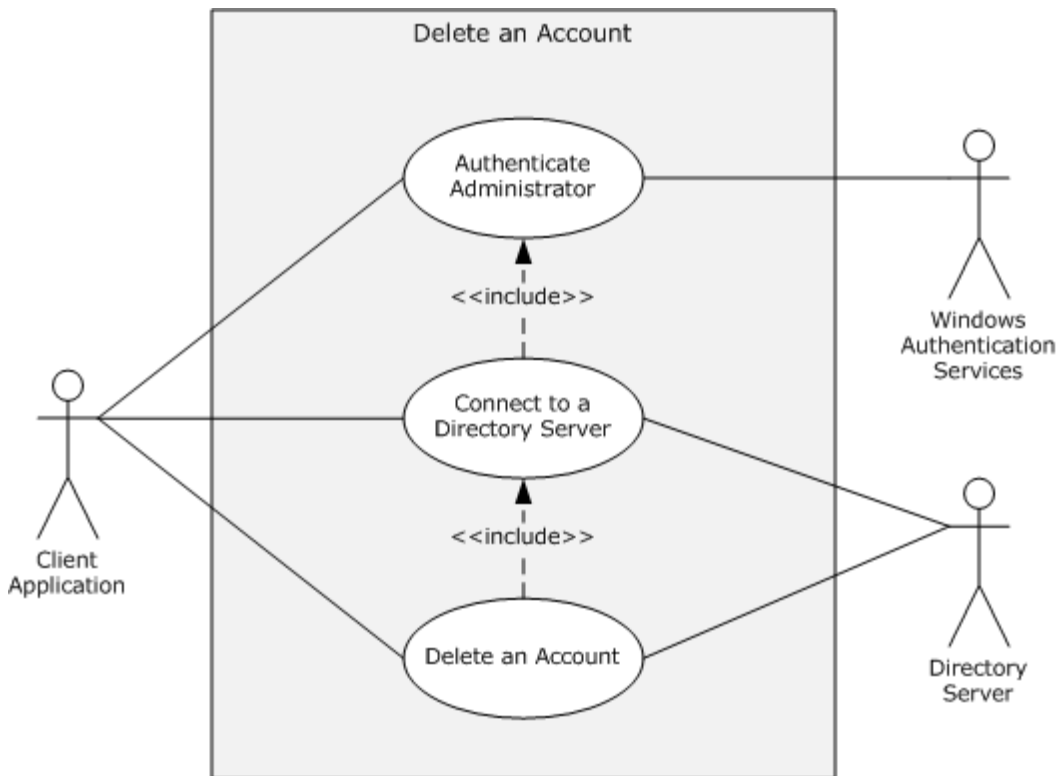 Delete an Account
Authenticate
Administrator
<<include>>
Windows
Authentication
Services
Connect to a
Directory Server
<<include>>
Client
Application
Delete an Account
Directory
Server